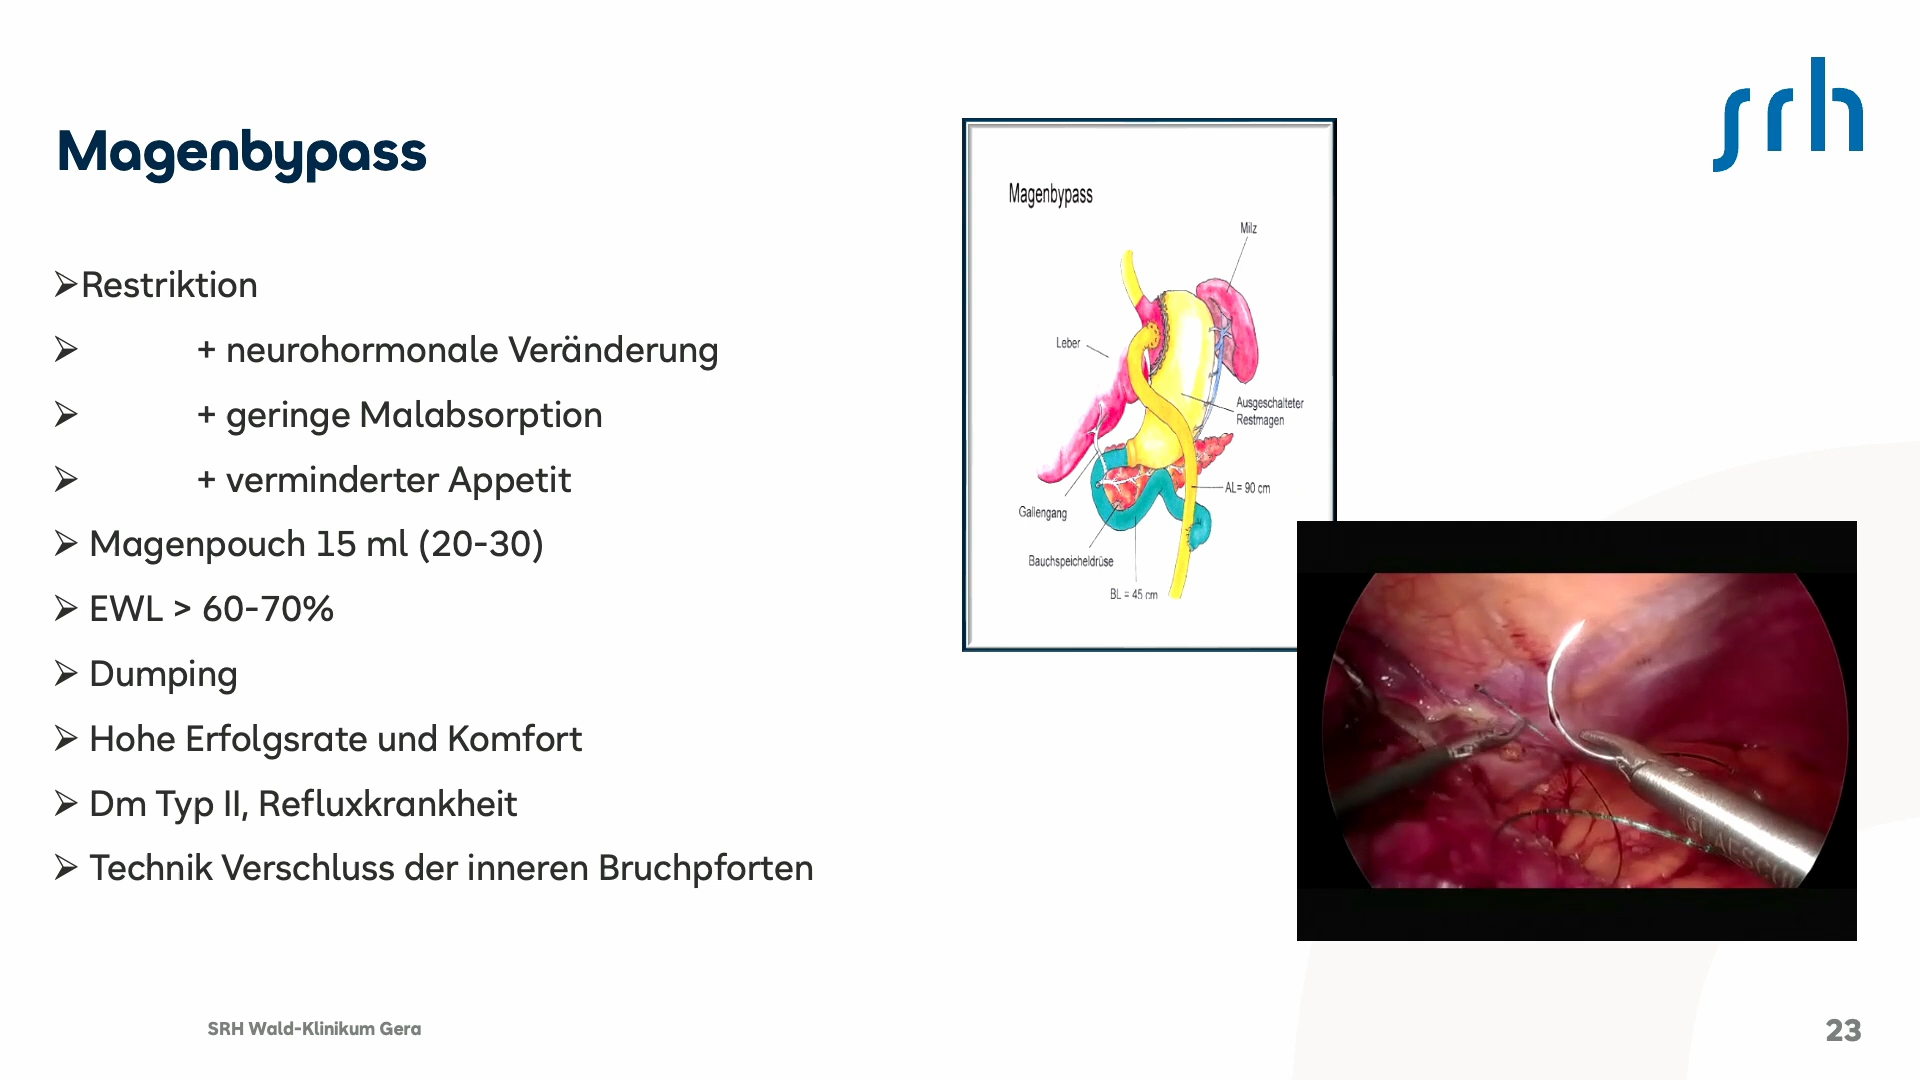 srh
Magenbypass
⮚Restriktion
⮚ + neurohormonale Veränderung
⮚ + geringe Malabsorption
⮚ + verminderter Appetit
⮚ Magenpouch 15 ml (20-30)
⮚ EWL > 60-70%
⮚ Dumping
⮚ Hohe Erfolgsrate und Komfort
⮚ Dm Typ II, Refluxkrankheit
⮚ Technik Verschluss der inneren Bruchpforten
Magenbypass
Milz
Leber
Ausgeschalteter
Restmagen
AL= 90 cm
Gallengang
Bauchspeicheldrüse
BL = 45 cm
SRH Wald-Klinikum Gera
23